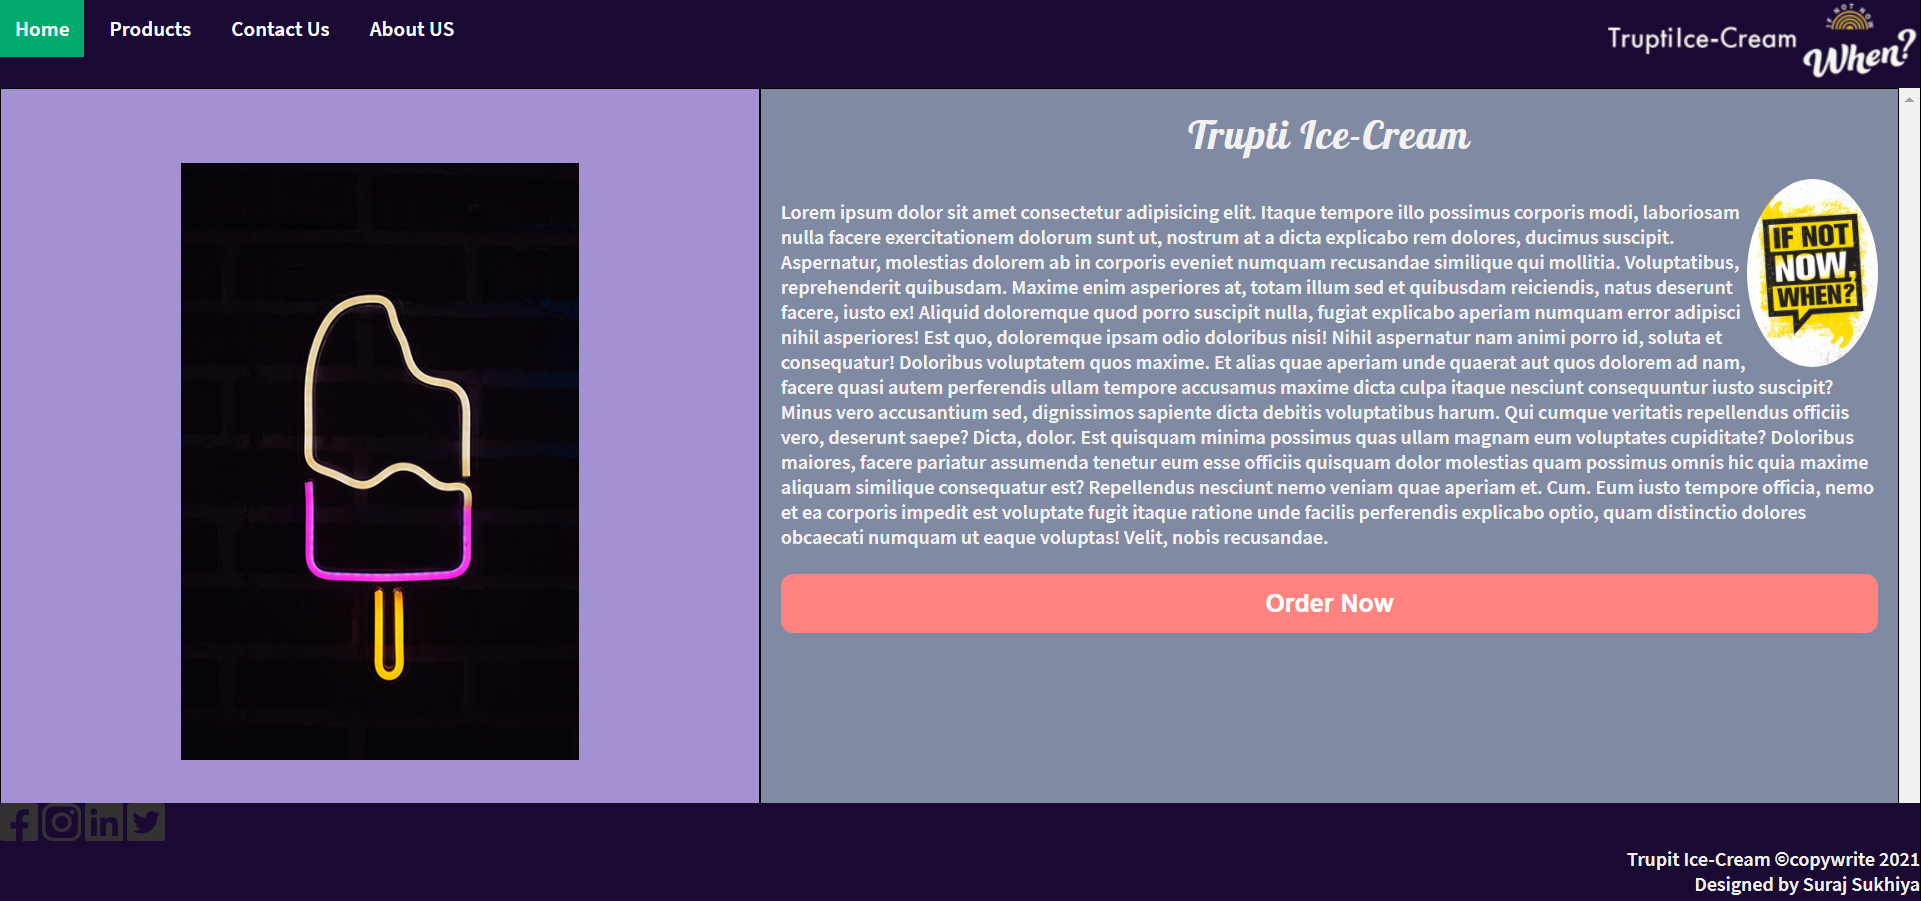 Home Products Contact Us About US
TruptiIce-Cream
IF NOT NOW
When?
Trupti Ice-Cream
Lorem ipsum dolor sit amet consectetur adipisicing elit. Itaque tempore illo possimus corporis modi, laboriosam
nulla facere exercitationem dolorum sunt ut, nostrum at a dicta explicabo rem dolores, ducimus suscipit.
Aspernatur, molestias dolorem ab in corporis eveniet numquam recusandae similique qui mollitia. Voluptatibus,
reprehenderit quibusdam. Maxime enim asperiores at, totam illum sed et quibusdam reiciendis, natus deserunt
facere, iusto ex! Aliquid doloremque quod porro suscipit nulla, fugiat explicabo aperiam numquam error adipisci
nihil asperiores! Est quo, doloremque ipsam odio doloribus nisi! Nihil aspernatur nam animi porro id, soluta et
consequatur! Doloribus voluptatem quos maxime. Et alias quae aperiam unde quaerat aut quos dolorem ad nam,
facere quasi autem perferendis ullam tempore accusamus maxime dicta culpa itaque nesciunt consequuntur iusto suscipit?
Minus vero accusantium sed, dignissimos sapiente dicta debitis voluptatibus harum. Qui cumque veritatis repellendus officiis
vero, deserunt saepe? Dicta, dolor. Est quisquam minima possimus quas ullam magnam eum voluptates cupiditate? Doloribus
maiores, facere pariatur assumenda tenetur eum esse officiis quisquam dolor molestias quam possimus omnis hic quia maxime
aliquam similique consequatur est? Repellendus nesciunt nemo veniam quae aperiam et. Cum. Eum iusto tempore officia, nemo
et ea corporis impedit est voluptate fugit itaque ratione unde facilis perferendis explicabo optio, quam distinctio dolores
obcaecati numquam ut eaque voluptas! Velit, nobis recusandae.
IF NOT
NOW,
WHEN?
Order Now
Trupit Ice-Cream ©copywrite 2021
Designed by Suraj Sukhiya